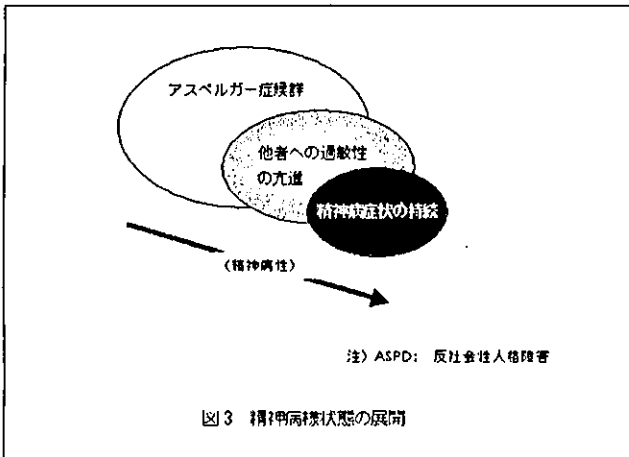 アスペルガー症候群
他者への過敏性
の亢進
精神病症状の持続
（精神病性）
注）ASPD： 反社会性人格障害
図3 精神病様状態の展開